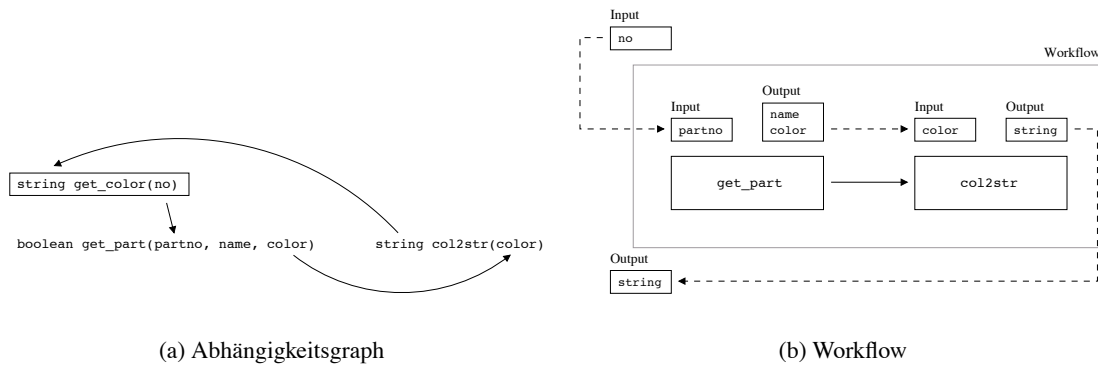 string get_color(no)
boolean get_part(partno, name, color)
string col2str(color)
(a) Abhängigkeitsgraph
Input
no
Workflow
Input
partno
Output
name
color
Input
color
Output
string
get_part
col2str
Output
string
(b) Workflow